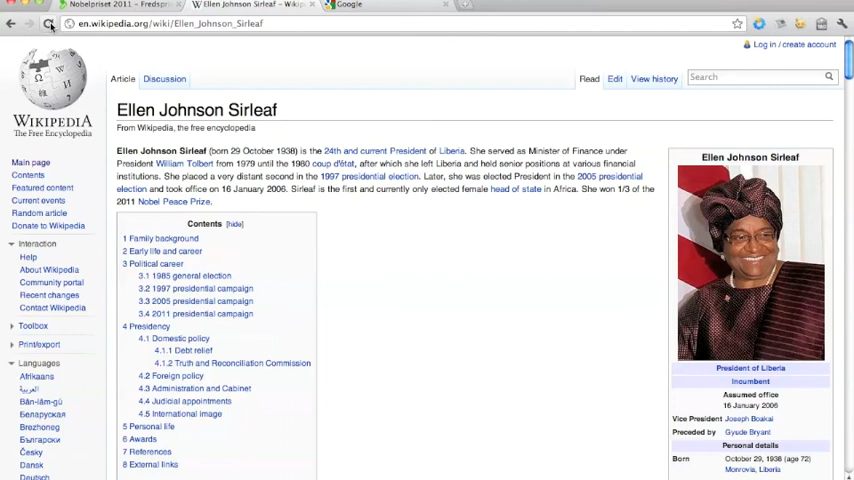 Nobelpriset 2011 – Fredspri
Ellen Johnson Sirleaf – Wikip
Google
en.wikipedia.org/wiki/Ellen_Johnson_Sirleaf
Log in / create account
Article
Discussion
Read
Edit
View history
Search
WIKIPEDIA
The Free Encyclopedia
Main page
Contents
Featured content
Current events
Random article
Donate to Wikipedia
Interaction
Help
About Wikipedia
Community portal
Recent changes
Contact Wikipedia
Toolbox
Print/export
Languages
Afrikaans
العربية
Bân-lâm-gú
Беларуская
Brezhoneg
Български
Česky
Dansk
Deutsch
Ellen Johnson Sirleaf
From Wikipedia, the free encyclopedia
Ellen Johnson Sirleaf (born 29 October 1938) is the 24th and current President of Liberia. She served as Minister of Finance under
President William Tolbert from 1979 until the 1980 coup d'état, after which she left Liberia and held senior positions at various financial
institutions. She placed a very distant second in the 1997 presidential election. Later, she was elected President in the 2005 presidential
election and took office on 16 January 2006. Sirleaf is the first and currently only elected female head of state in Africa. She won 1/3 of the
2011 Nobel Peace Prize.
Contents [hide]
1 Family background
2 Early life and career
3 Political career
3.1 1985 general election
3.2 1997 presidential campaign
3.3 2005 presidential campaign
3.4 2011 presidential campaign
4 Presidency
4.1 Domestic policy
4.1.1 Debt relief
4.1.2 Truth and Reconciliation Commission
4.2 Foreign policy
4.3 Administration and Cabinet
4.4 Judicial appointments
4.5 International image
5 Personal life
6 Awards
7 References
8 External links
Ellen Johnson Sirleaf
President of Liberia
Incumbent
Assumed office
16 January 2006
Vice President Joseph Boakai
Preceded by Gyude Bryant
Personal details
Born October 29, 1938 (age 72)
Monrovia, Liberia